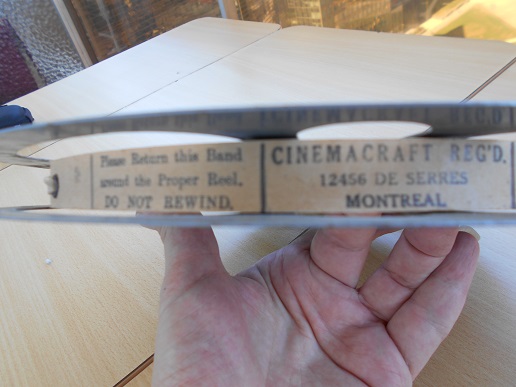 Please Return this Band
around the Proper Reel.
DO NOT REWIND.
CINEMACRAFT REG'D.
12456 DE SERRES
MONTREAL